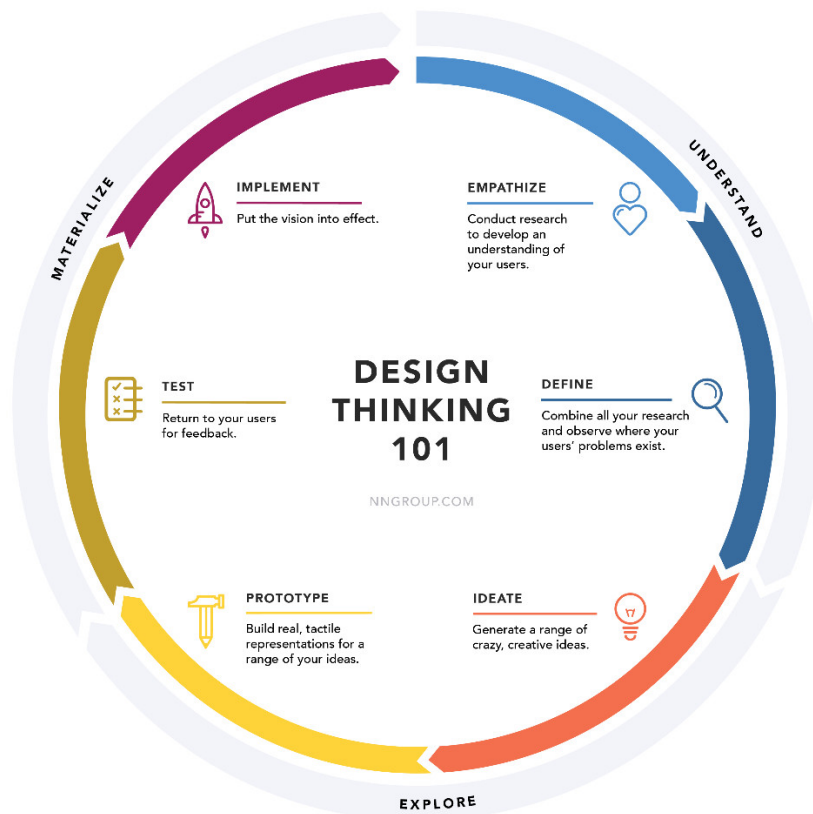 DESIGN
THINKING
101
NNGROUP.COM
UNDERSTAND
EMPATHIZE
Conduct research
to develop an
understanding of
your users.
DEFINE
Combine all your research
and observe where your
users’ problems exist.
EXPLORE
IDEATE
Generate a range of
crazy, creative ideas.
PROTOTYPE
Build real, tactile
representations for a
range of your ideas.
MATERIALIZE
TEST
Return to your users
for feedback.
IMPLEMENT
Put the vision into effect.